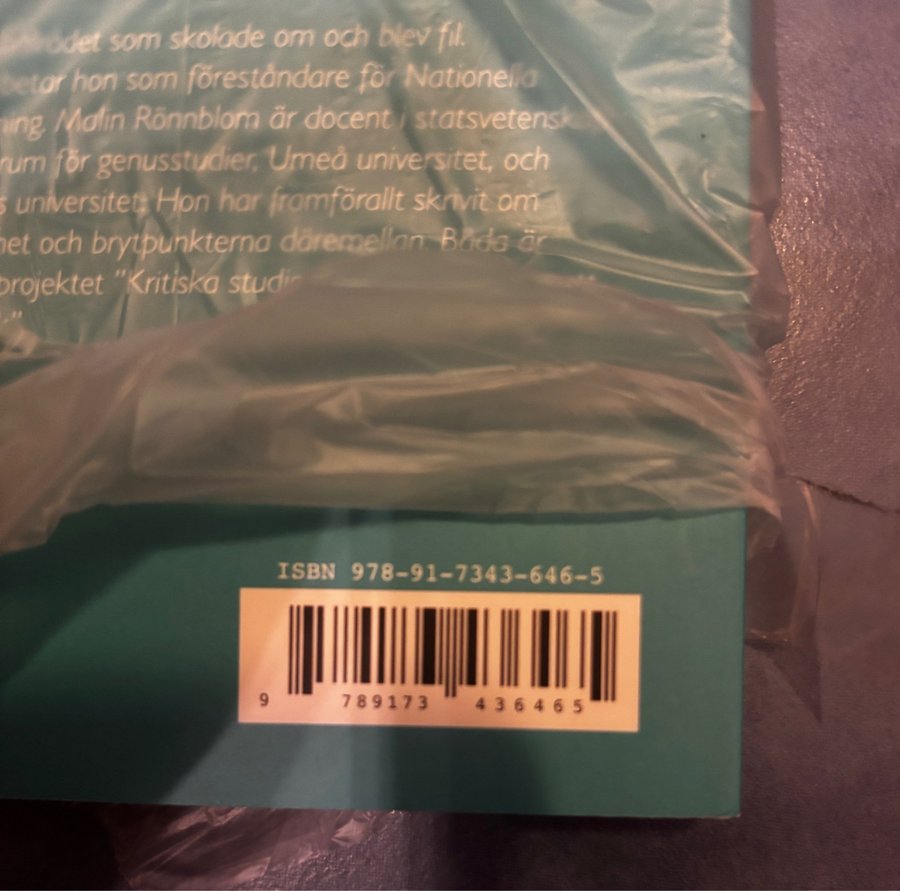 som skolade om och blev fil.
hon som föreståndare för Nationella
Malin Rönnblom är docent i statsvetensk
rum för genusstudier, Umeå universitet, och
s universitet. Hon har framförallt skrivit om
het och brytpunkterna däremellan. Båda är
projektet "Kritiska studi
"
ISBN 978-91-7343-646-5
9 789173 436465